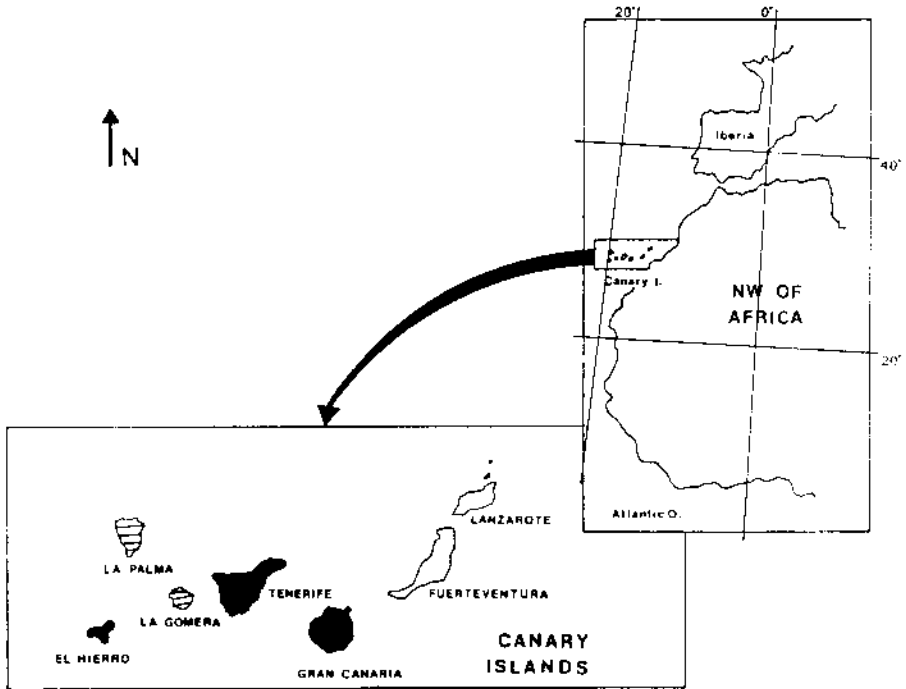 20°
0°
N
Iberia
40°
Canary I.
NW OF
AFRICA
20°
Atlantic O.
LANZAROTE
LA PALMA
TENERIFE
FUERTEVENTURA
LA GOMERA
EL HIERRO
GRAN CANARIA
CANARY
ISLANDS